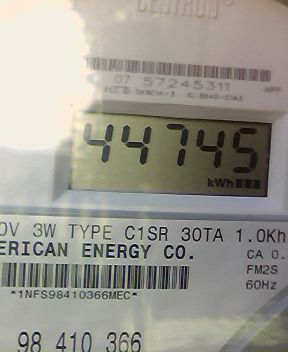 CENTRON®
07 57245311
44745
kWh
0V 3W TYPE C1SR 30TA 1.0Kh
ERICAN ENERGY CO.
CA 0.
FM2S
60Hz
*1NFS98410366MEC*
98 410 366